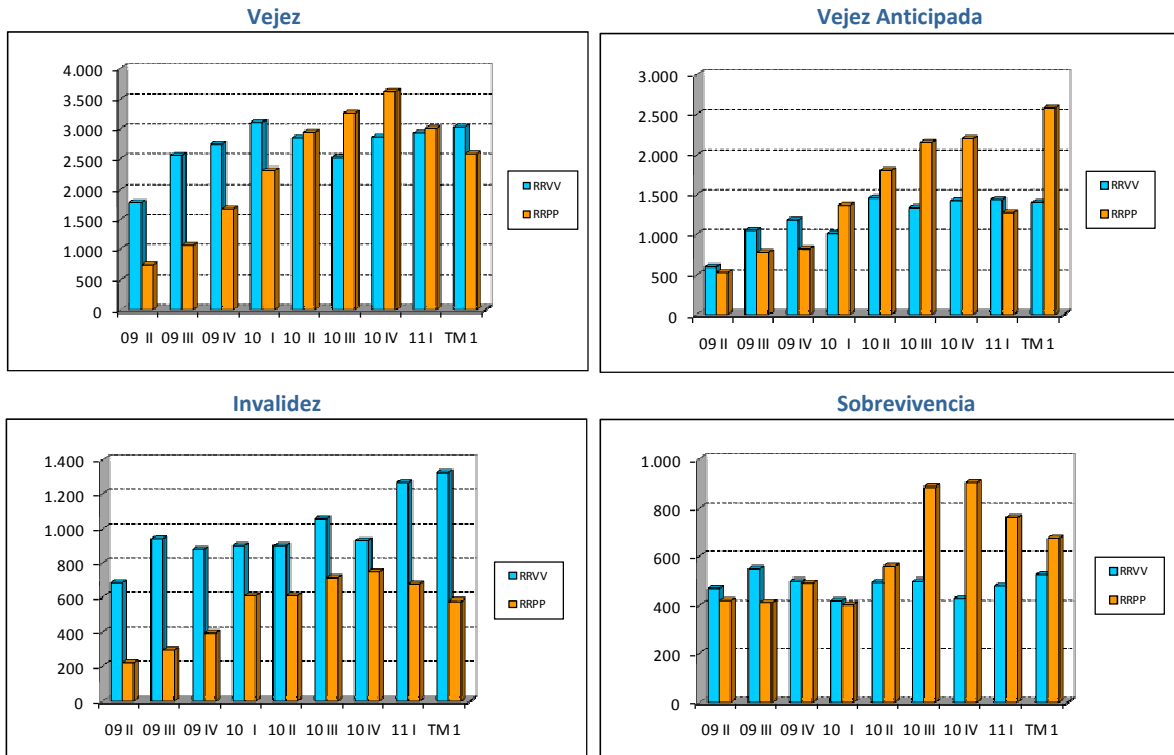 Vejez
4.000
3.500
3.000
2.500
2.000
1.500
1.000
500
0
09 II 09 III 09 IV 10 I 10 II 10 III 10 IV 11 I TM 1
RRVV
RRPP
Vejez Anticipada
3.000
2.500
2.000
1.500
1.000
500
0
09 II 09 III 09 IV 10 I 10 II 10 III 10 IV 11 I TM 1
RRVV
RRPP
Invalidez
1.400
1.200
1.000
800
600
400
200
0
09 II 09 III 09 IV 10 I 10 II 10 III 10 IV 11 I TM 1
RRVV
RRPP
Sobrevivencia
1.000
800
600
400
200
0
09 II 09 III 09 IV 10 I 10 II 10 III 10 IV 11 I TM 1
RRVV
RRPP